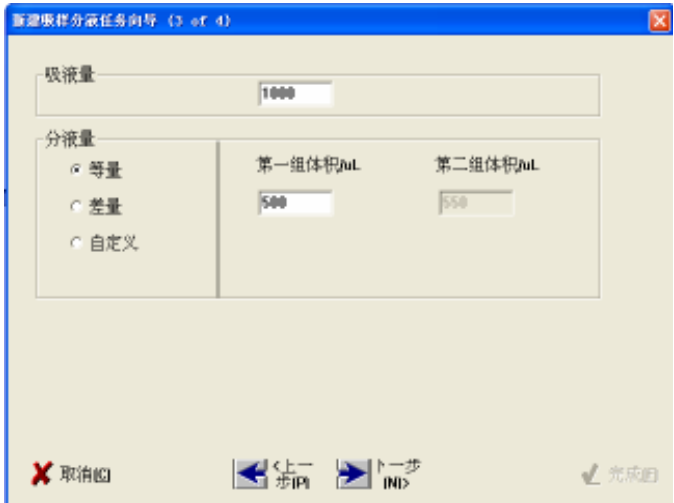 新建吸样分液任务向导 (3 of 4)
吸液量
1000
分液量
等量
第一组体积/uL
第二组体积/uL
差量
500
550
自定义
取消(C)
<上一步(P)
下一步(N)>
完成(F)